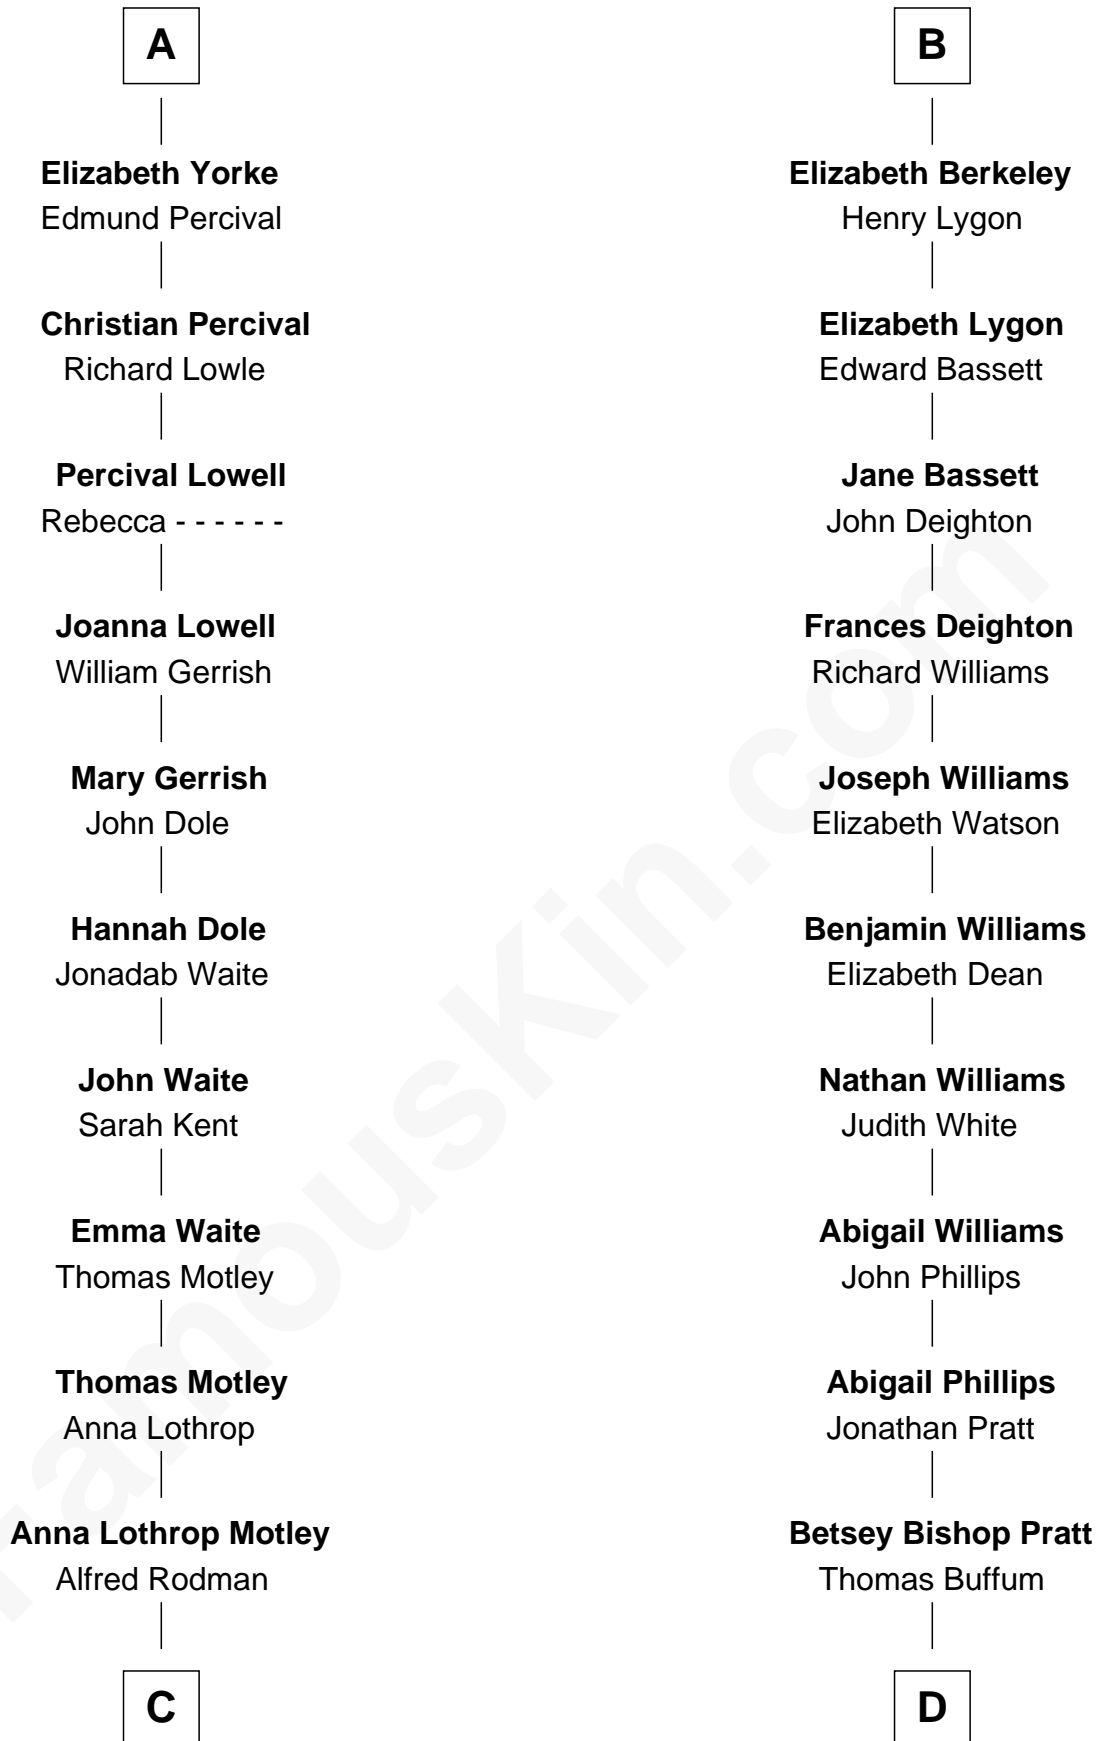 A
Elizabeth Yorke
Edmund Percival
Christian Percival
Richard Lowle
Percival Lowell
Rebecca - - - - - -
Joanna Lowell
William Gerrish
Mary Gerrish
John Dole
Hannah Dole
Jonadab Waite
John Waite
Sarah Kent
Emma Waite
Thomas Motley
Thomas Motley
Anna Lothrop
Anna Lothrop Motley
Alfred Rodman
C
B
Elizabeth Berkeley
Henry Lygon
Elizabeth Lygon
Edward Bassett
Jane Bassett
John Deighton
Frances Deighton
Richard Williams
Joseph Williams
Elizabeth Watson
Benjamin Williams
Elizabeth Dean
Nathan Williams
Judith White
Abigail Williams
John Phillips
Abigail Phillips
Jonathan Pratt
Betsey Bishop Pratt
Thomas Buffum
D
FamousKin.com